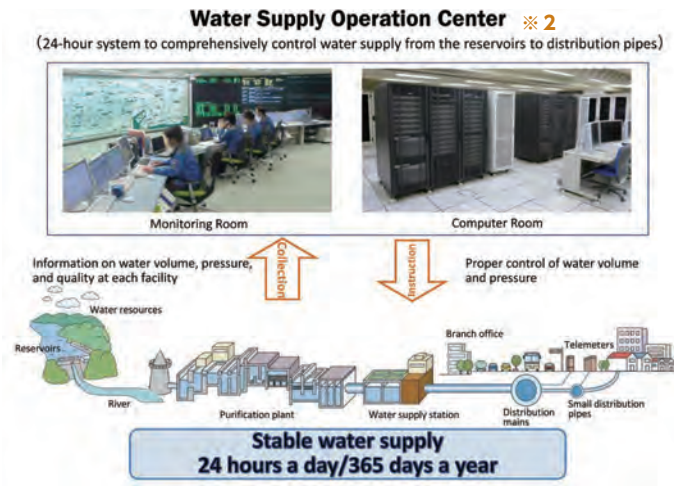 Water Supply Operation Center ※2
(24-hour system to comprehensively control water supply from the reservoirs to distribution pipes)
Monitoring Room
Computer Room
Information on water volume, pressure,
and quality at each facility
Collection
Instruction
Proper control of water volume
and pressure
Water resources
Reservoirs
River
Purification plant
Water supply station
Branch office
Telemeters
Distribution
mains
Small distribution
pipes
Stable water supply
24 hours a day/365 days a year